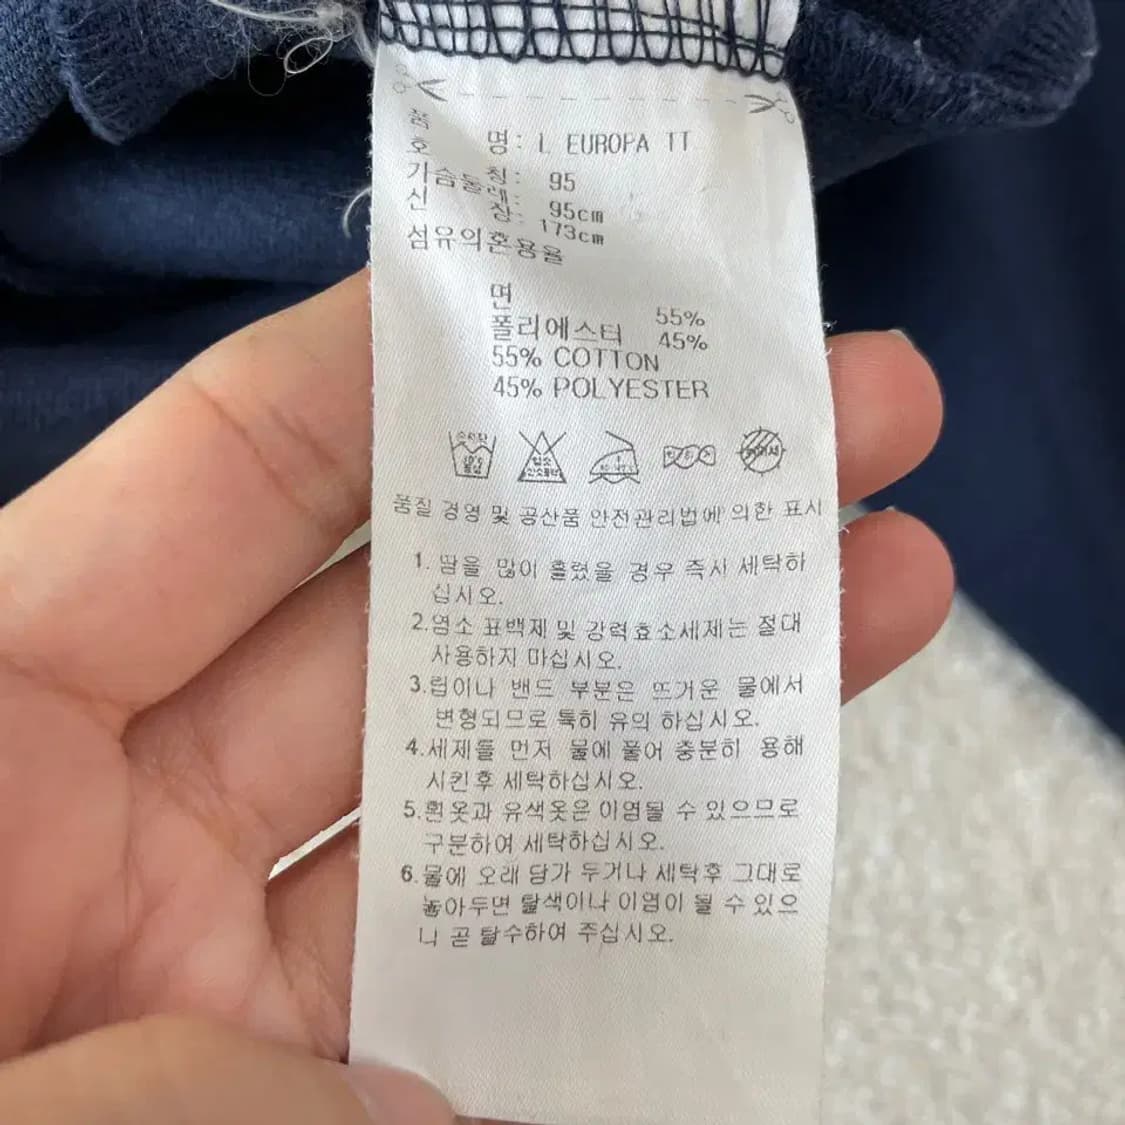 품 명: L EUROPA TT
호 칭: 95
가슴둘레: 95cm
신 장: 173cm
섬유의혼용율
면 55%
폴리에스터 45%
55% COTTON
45% POLYESTER
품질 경영 및 공산품 안전관리법에 의한 표시
1. 땀을 많이 흘렸을 경우 즉시 세탁하
십시오.
2.염소 표백제 및 강력효소세제는 절대
사용하지 마십시오.
3.립이나 밴드 부분은 뜨거운 물에서
변형되므로 특히 유의 하십시오.
4.세제를 먼저 물에 풀어 충분히 용해
시킨후 세탁하십시오.
5.흰옷과 유색옷은 이염될 수 있으므로
구분하여 세탁하십시오.
6.물에 오래 담가 두거나 세탁후 그대로
놓아두면 탈색이나 이염이 될 수 있으
니 곧 탈수하여 주십시오.